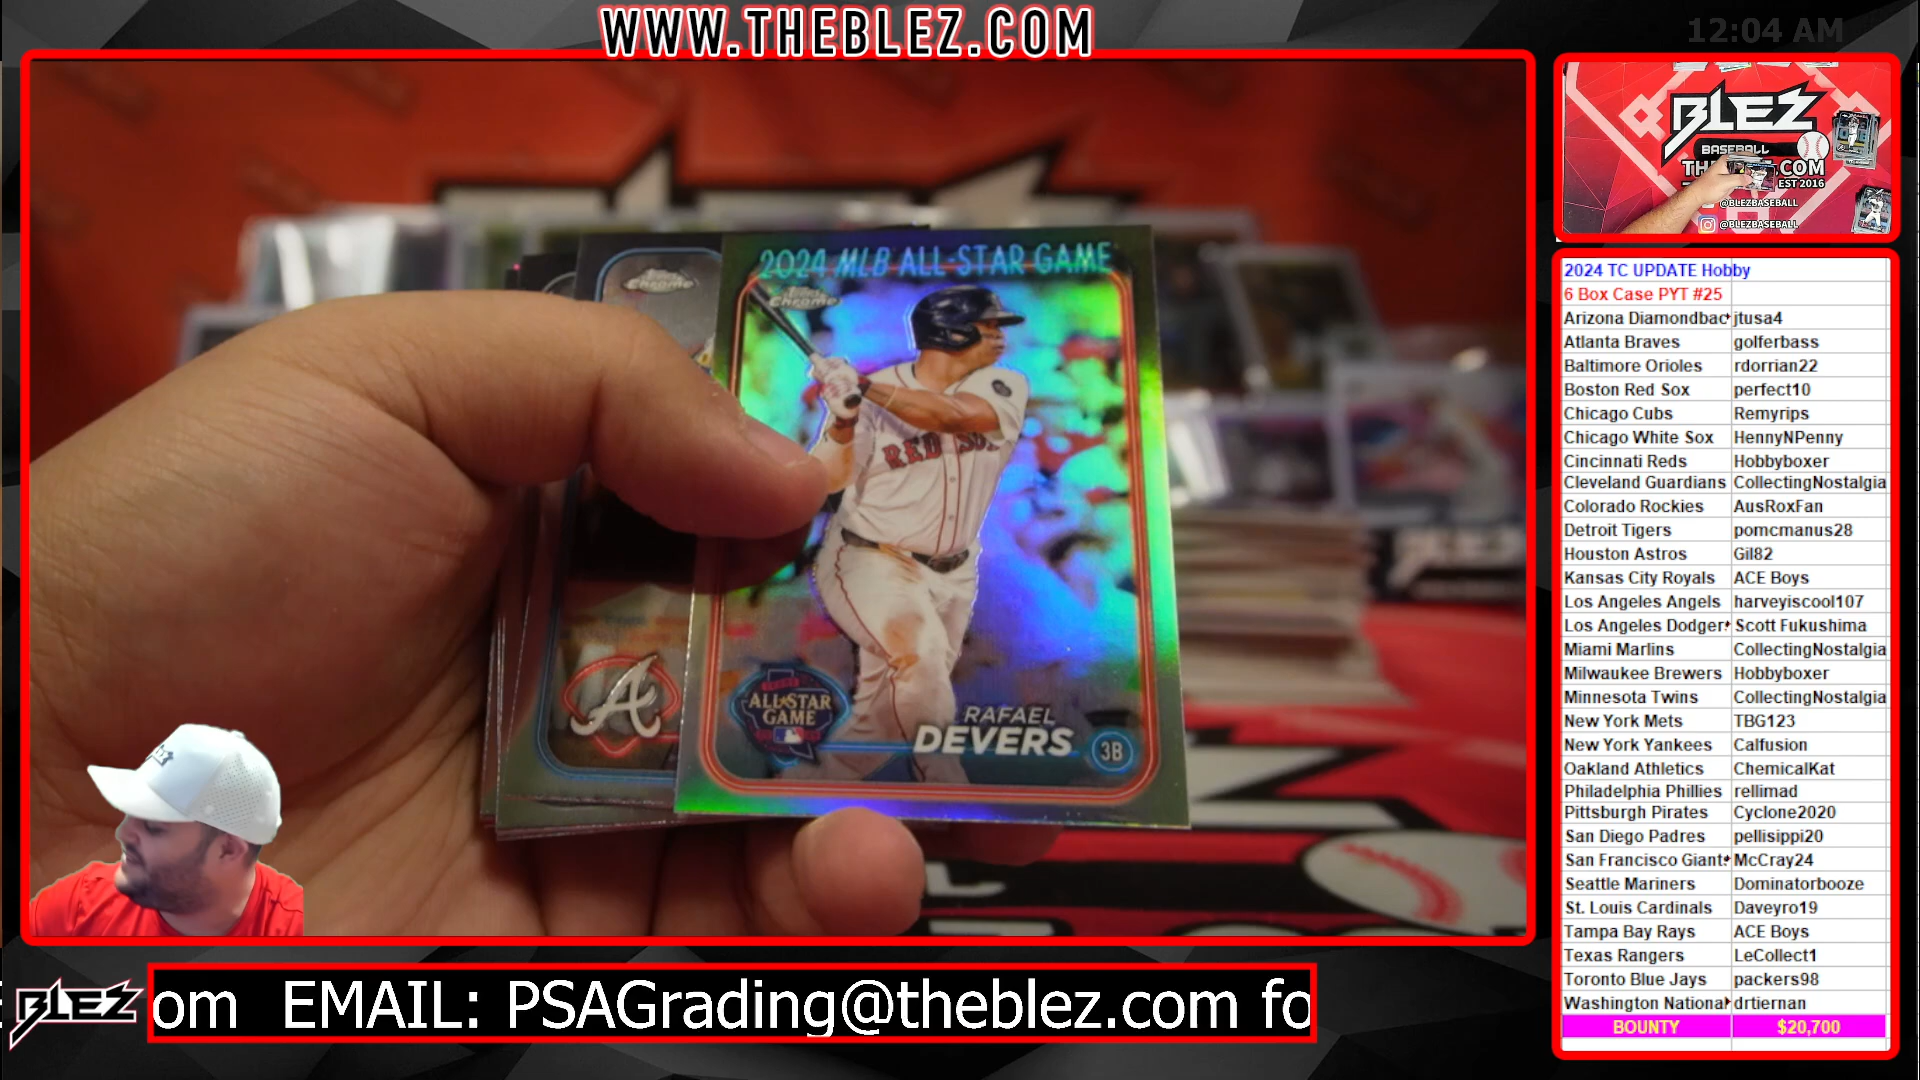 WWW.THEBLEZ.COM
12:04 AM
2024 MLB ALL-STAR GAME
Topps Chrome
Topps Chrome
RED SO
A
ALL-STAR
GAME
RAFAEL
DEVERS
3B
BLEZ
BASEBALL
COM
EST 2016
@BLEZBASEBALL
@BLEZBASEBALL
2024 TC UPDATE Hobby
6 Box Case PYT #25
Arizona Diamondbac jtusa4
Atlanta Braves golferbass
Baltimore Orioles rdorrian22
Boston Red Sox perfect10
Chicago Cubs Remyrips
Chicago White Sox HennyNPenny
Cincinnati Reds Hobbyboxer
Cleveland Guardians CollectingNostalgia
Colorado Rockies AusRoxFan
Detroit Tigers pomcmanus28
Houston Astros Gil82
Kansas City Royals ACE Boys
Los Angeles Angels harveyiscool107
Los Angeles Dodger Scott Fukushima
Miami Marlins CollectingNostalgia
Milwaukee Brewers Hobbyboxer
Minnesota Twins CollectingNostalgia
New York Mets TBG123
New York Yankees Calfusion
Oakland Athletics ChemicalKat
Philadelphia Phillies rellimad
Pittsburgh Pirates Cyclone2020
San Diego Padres pellisippi20
San Francisco Giant McCray24
Seattle Mariners Dominatorbooze
St. Louis Cardinals Daveyro19
Tampa Bay Rays ACE Boys
Texas Rangers LeCollect1
Toronto Blue Jays packers98
Washington Nationa drtiernan
BOUNTY $20,700
BLEZ
om EMAIL: PSAGrading@theblez.com fo